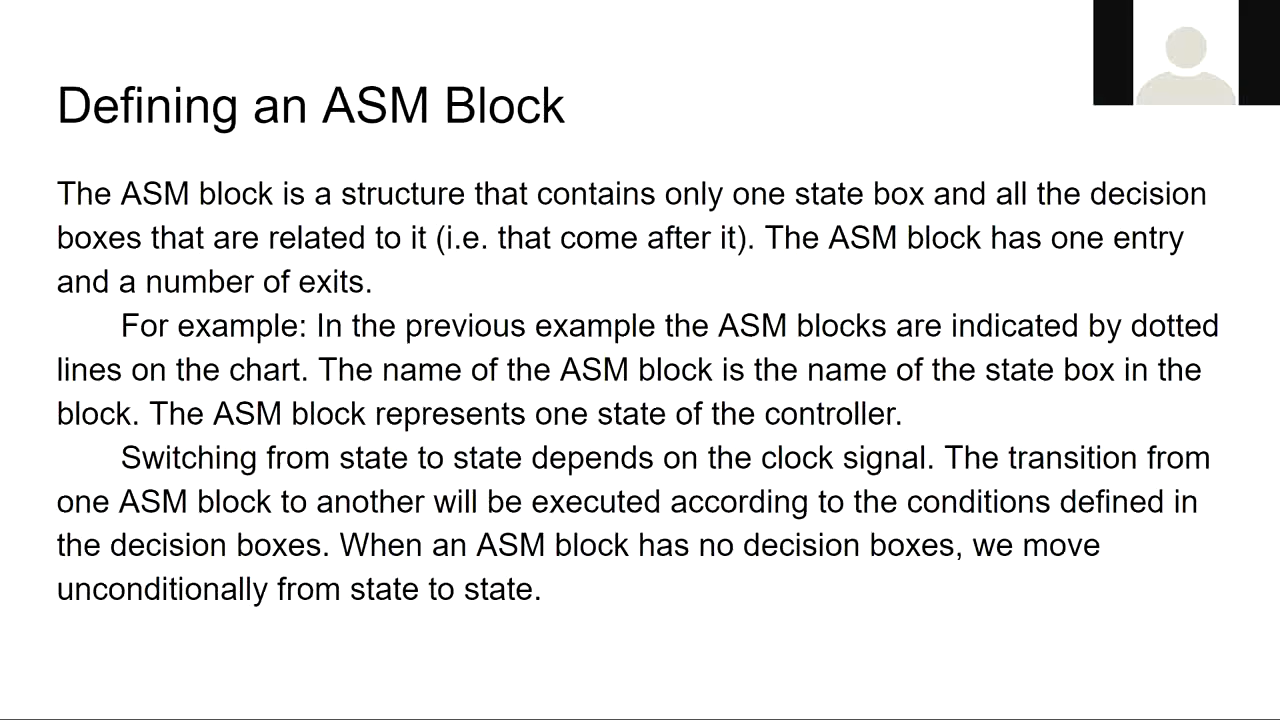 Defining an ASM Block
The ASM block is a structure that contains only one state box and all the decision
boxes that are related to it (i.e. that come after it). The ASM block has one entry
and a number of exits.
For example: In the previous example the ASM blocks are indicated by dotted
lines on the chart. The name of the ASM block is the name of the state box in the
block. The ASM block represents one state of the controller.
Switching from state to state depends on the clock signal. The transition from
one ASM block to another will be executed according to the conditions defined in
the decision boxes. When an ASM block has no decision boxes, we move
unconditionally from state to state.